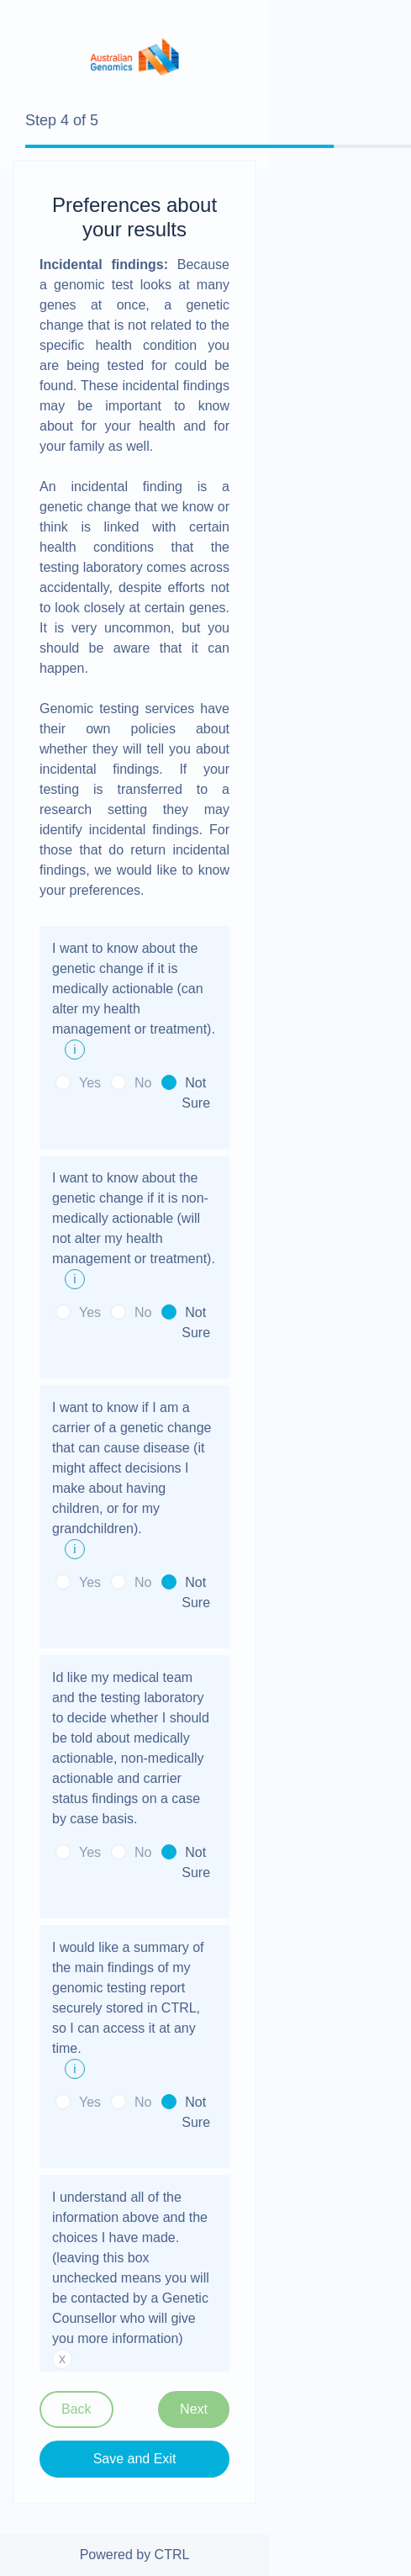 Australian
Genomics
Step 4 of 5
Preferences about
your results
Incidental findings: Because
a genomic test looks at many
genes at once, a genetic
change that is not related to the
specific health condition you
are being tested for could be
found. These incidental findings
may be important to know
about for your health and for
your family as well.
An incidental finding is a
genetic change that we know or
think is linked with certain
health conditions that the
testing laboratory comes across
accidentally, despite efforts not
to look closely at certain genes.
It is very uncommon, but you
should be aware that it can
happen.
Genomic testing services have
their own policies about
whether they will tell you about
incidental findings. If your
testing is transferred to a
research setting they may
identify incidental findings. For
those that do return incidental
findings, we would like to know
your preferences.
I want to know about the
genetic change if it is
medically actionable (can
alter my health
management or treatment).
i
Yes No Not
Sure
I want to know about the
genetic change if it is non-
medically actionable (will
not alter my health
management or treatment).
i
Yes No Not
Sure
I want to know if I am a
carrier of a genetic change
that can cause disease (it
might affect decisions I
make about having
children, or for my
grandchildren).
i
Yes No Not
Sure
Id like my medical team
and the testing laboratory
to decide whether I should
be told about medically
actionable, non-medically
actionable and carrier
status findings on a case
by case basis.
Yes No Not
Sure
I would like a summary of
the main findings of my
genomic testing report
securely stored in CTRL,
so I can access it at any
time.
i
Yes No Not
Sure
I understand all of the
information above and the
choices I have made.
(leaving this box
unchecked means you will
be contacted by a Genetic
Counsellor who will give
you more information)
x
Back Next
Save and Exit
Powered by CTRL